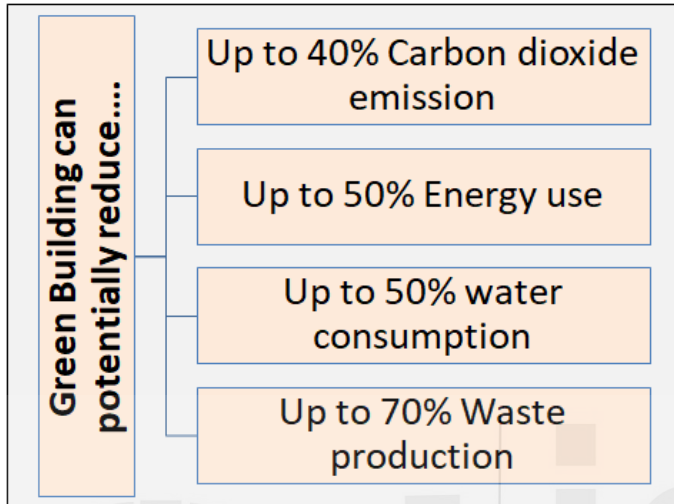 Green Building can
potentially reduce....
Up to 40% Carbon dioxide
emission
Up to 50% Energy use
Up to 50% water
consumption
Up to 70% Waste
production